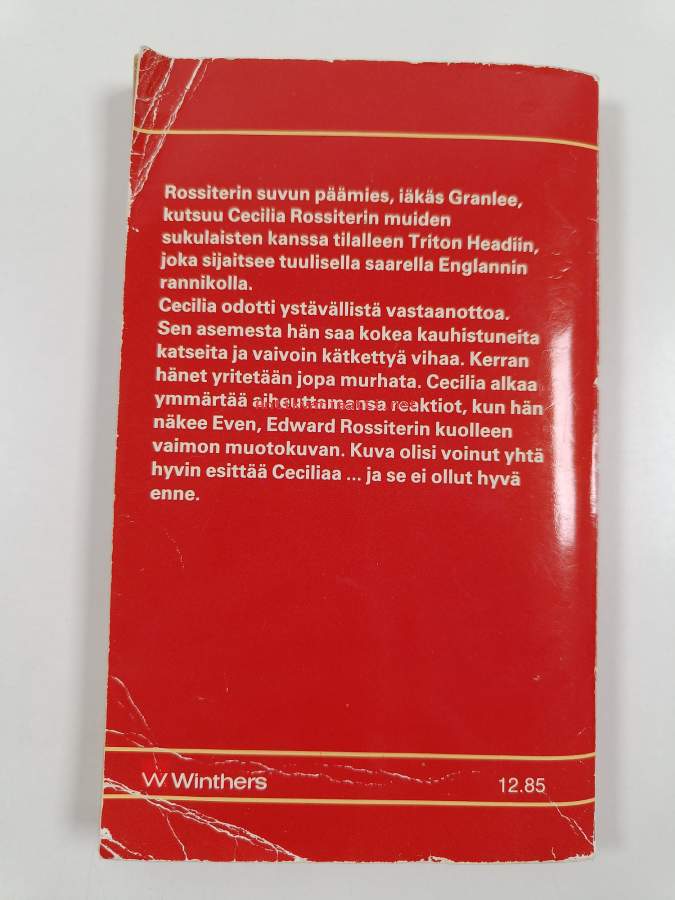 Rossiterin suvun päämies, iäkäs Granlee,
kutsuu Cecilia Rossiterin muiden
sukulaisten kanssa tilalleen Triton Headiin,
joka sijaitsee tuulisella saarella Englannin
rannikolla.
Cecilia odotti ystävällistä vastaanottoa.
Sen asemesta hän saa kokea kauhistuneita
katseita ja vaivoin kätkettyä vihaa. Kerran
hänet yritetään jopa murhata. Cecilia alkaa
ymmärtää aiheuttamansa reaktiot, kun hän
näkee Even, Edward Rossiterin kuolleen
vaimon muotokuvan. Kuva olisi voinut yhtä
hyvin esittää Ceciliaa ... ja se ei ollut hyvä
enne.
W Winthers
12.85